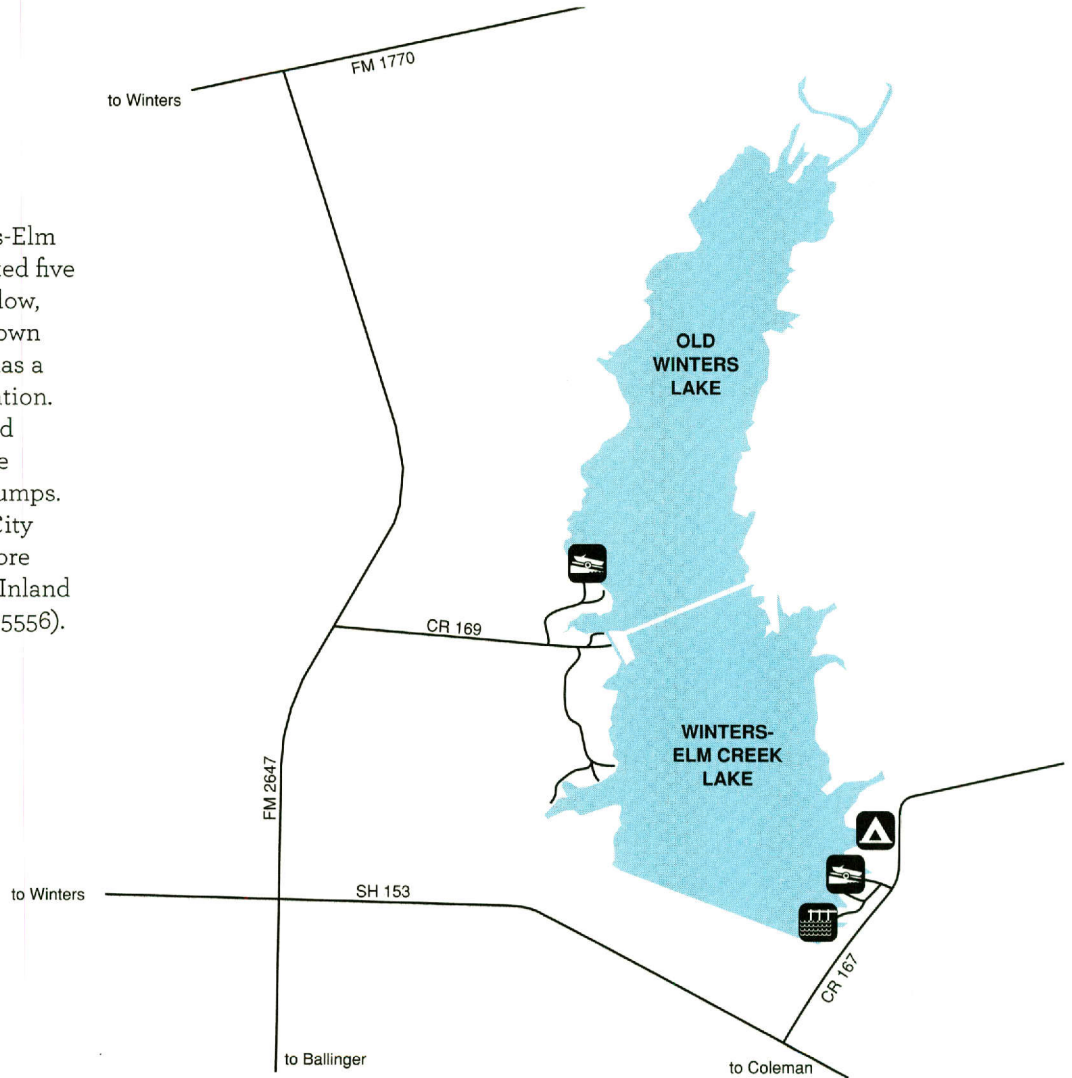 s-Elm
ed five
low,
own
as a
tion.
d
e
umps.
City
ore
Inland
5556).
FM 1770
to Winters
OLD
WINTERS
LAKE
CR 169
WINTERS-
ELM CREEK
LAKE
FM 2647
to Winters
SH 153
CR 167
to Ballinger
to Coleman